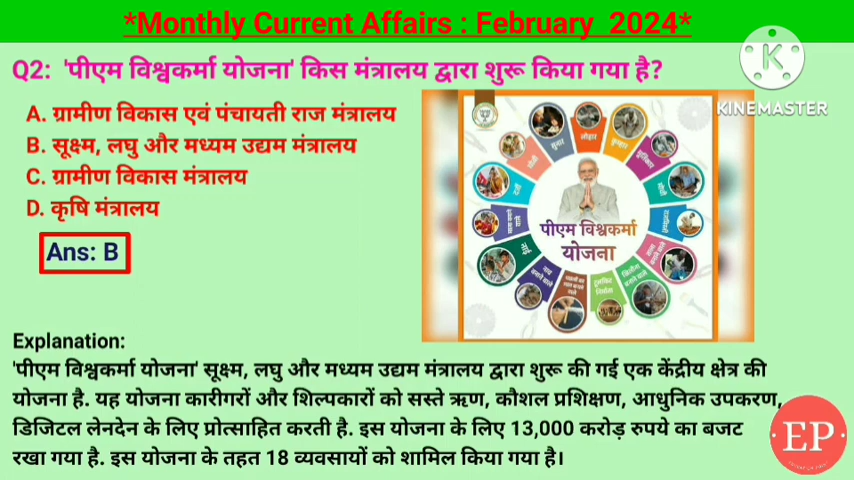 *Monthly Current Affairs : February 2024*
Q2: 'पीएम विश्वकर्मा योजना' किस मंत्रालय द्वारा शुरू किया गया है?
KINEMASTER
A. ग्रामीण विकास एवं पंचायती राज मंत्रालय
B. सूक्ष्म, लघु और मध्यम उद्यम मंत्रालय
C. ग्रामीण विकास मंत्रालय
D. कृषि मंत्रालय
Ans: B
सुनार
लोहार
कुम्हार
मूर्तिकार
मोची
धोबी
दर्जी
नाई
पीएम विश्वकर्मा
योजना
Explanation:
'पीएम विश्वकर्मा योजना' सूक्ष्म, लघु और मध्यम उद्यम मंत्रालय द्वारा शुरू की गई एक केंद्रीय क्षेत्र की
योजना है. यह योजना कारीगरों और शिल्पकारों को सस्ते ऋण, कौशल प्रशिक्षण, आधुनिक उपकरण,
डिजिटल लेनदेन के लिए प्रोत्साहित करती है. इस योजना के लिए 13,000 करोड़ रुपये का बजट
रखा गया है. इस योजना के तहत 18 व्यवसायों को शामिल किया गया है।
EP